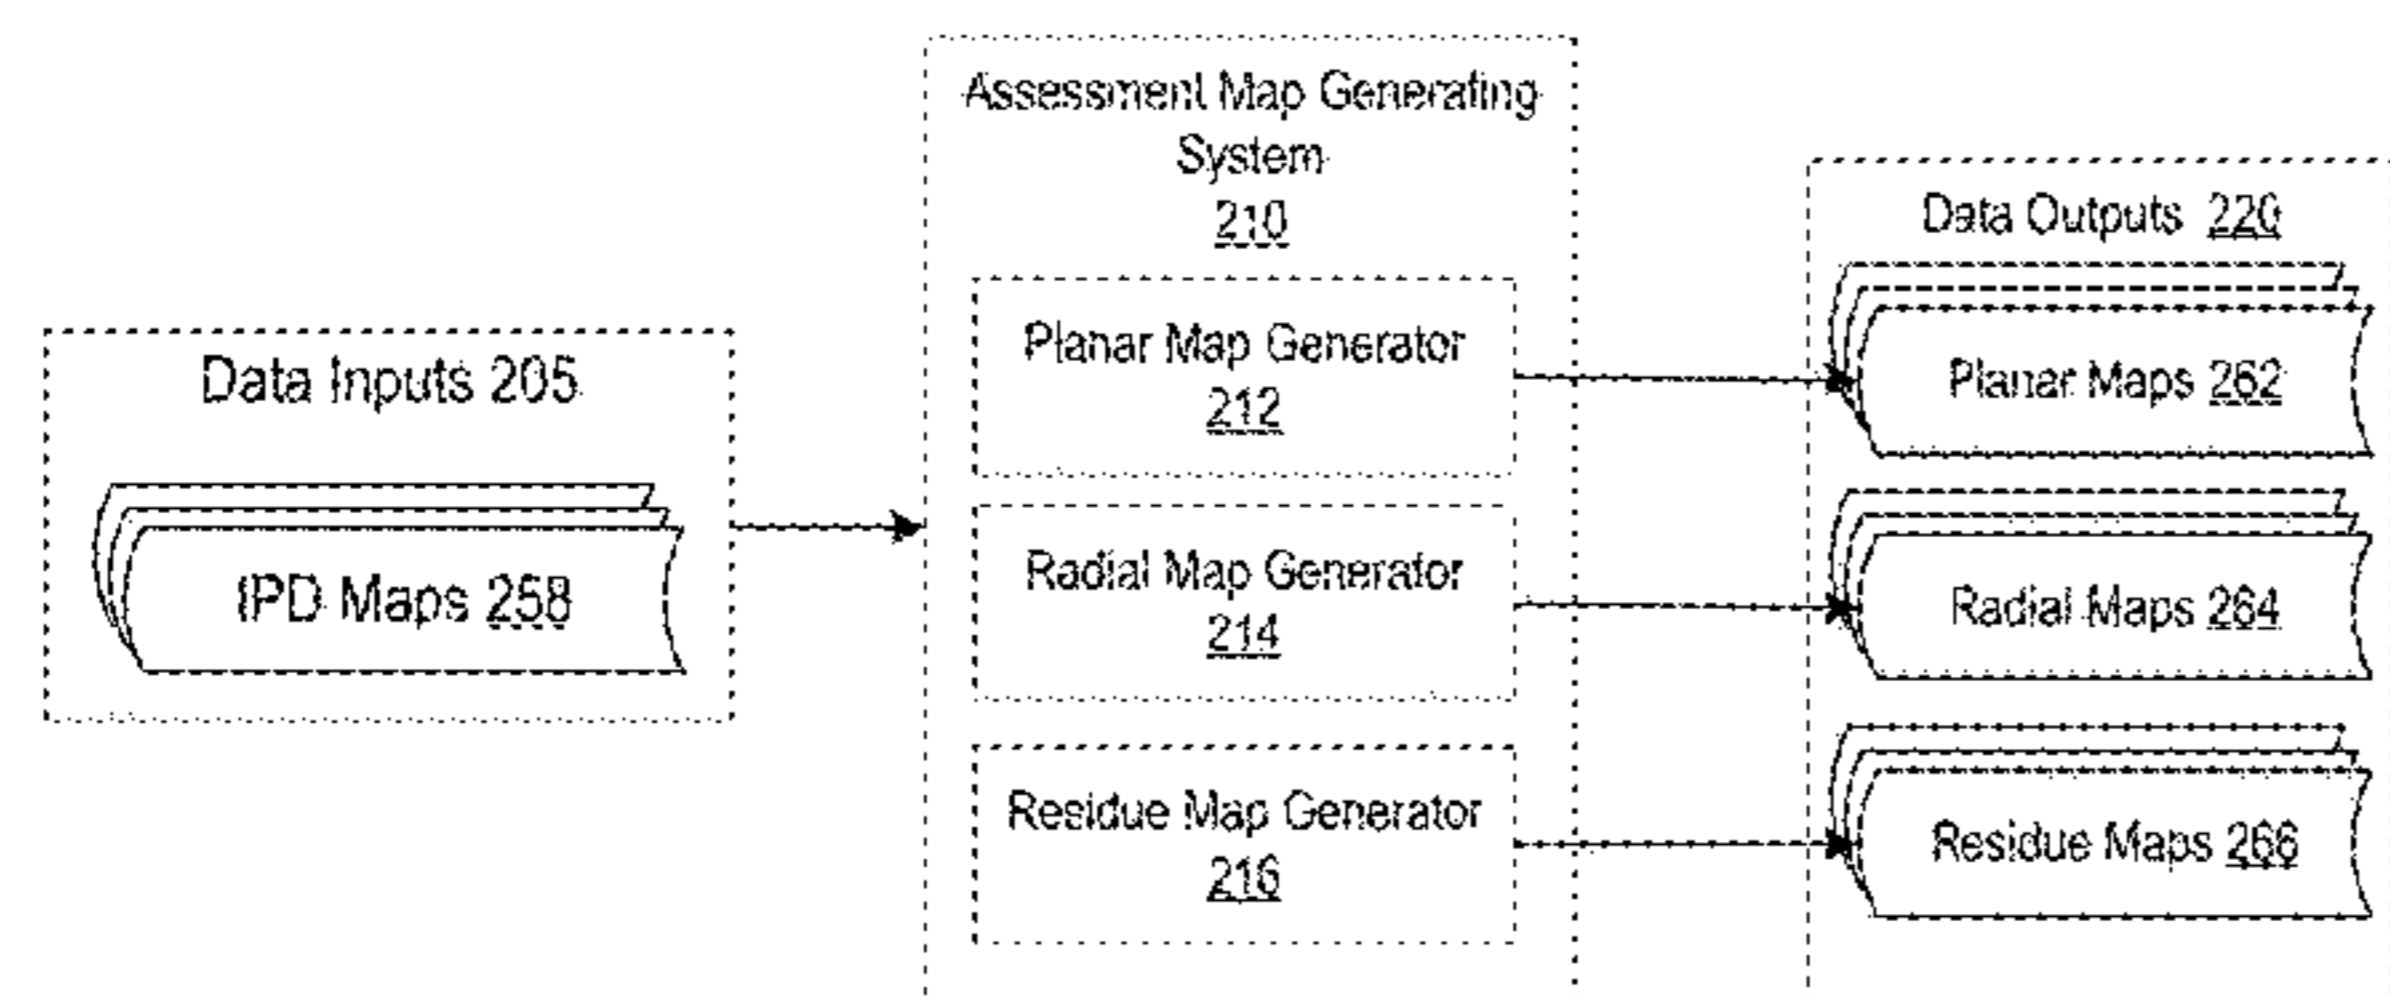 Data Inputs 205
IPD Maps 258
Assessment Map Generating
System
210
Planar Map Generator
212
Radial Map Generator
214
Residue Map Generator
216
Data Outputs 220
Planar Maps 262
Radial Maps 264
Residue Maps 266